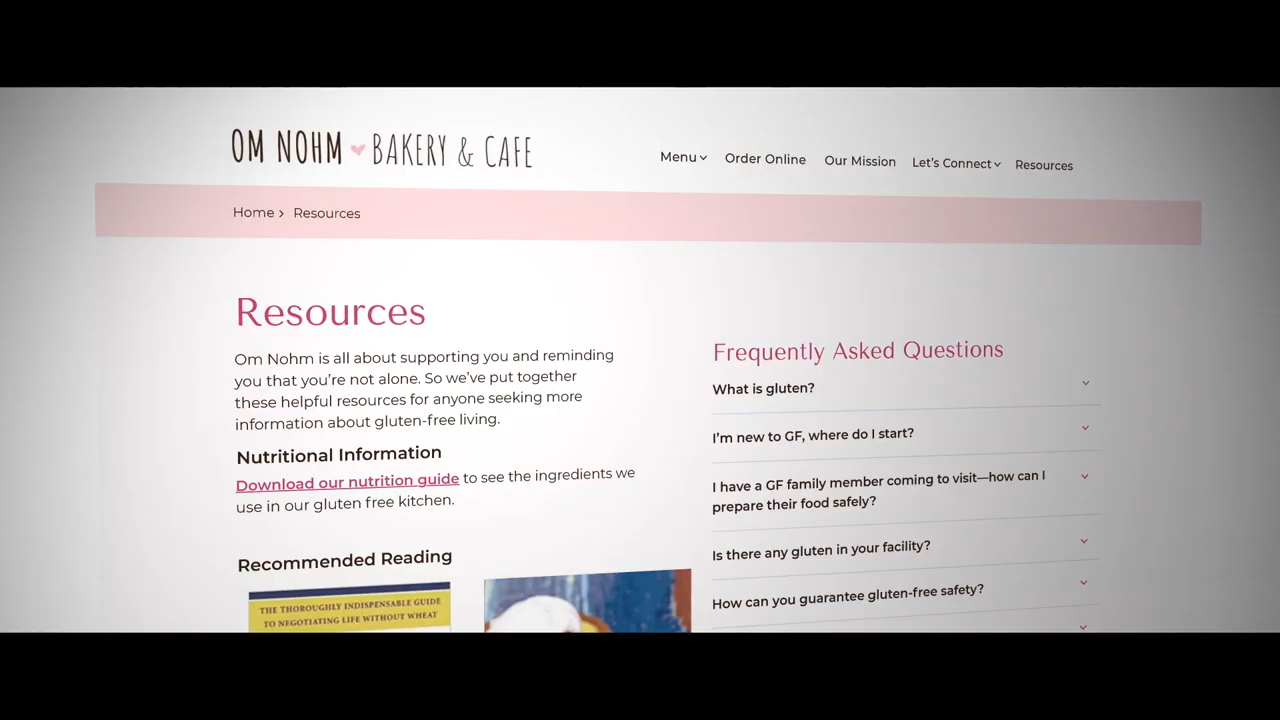 OM NOHM BAKERY & CAFE
Menu Order Online Our Mission Let's Connect Resources
Home Resources
Resources
Om Nohm is all about supporting you and reminding
you that you're not alone. So we've put together
these helpful resources for anyone seeking more
information about gluten-free living.
Nutritional Information
Download our nutrition guide to see the ingredients we
use in our gluten free kitchen.
Recommended Reading
THE THOROUGHLY INDISPENSABLE GUIDE
TO NEGOTIATING LIFE WITHOUT WHEAT
Frequently Asked Questions
What is gluten?
I'm new to GF, where do I start?
I have a GF family member coming to visit—how can I
prepare their food safely?
Is there any gluten in your facility?
How can you guarantee gluten-free safety?